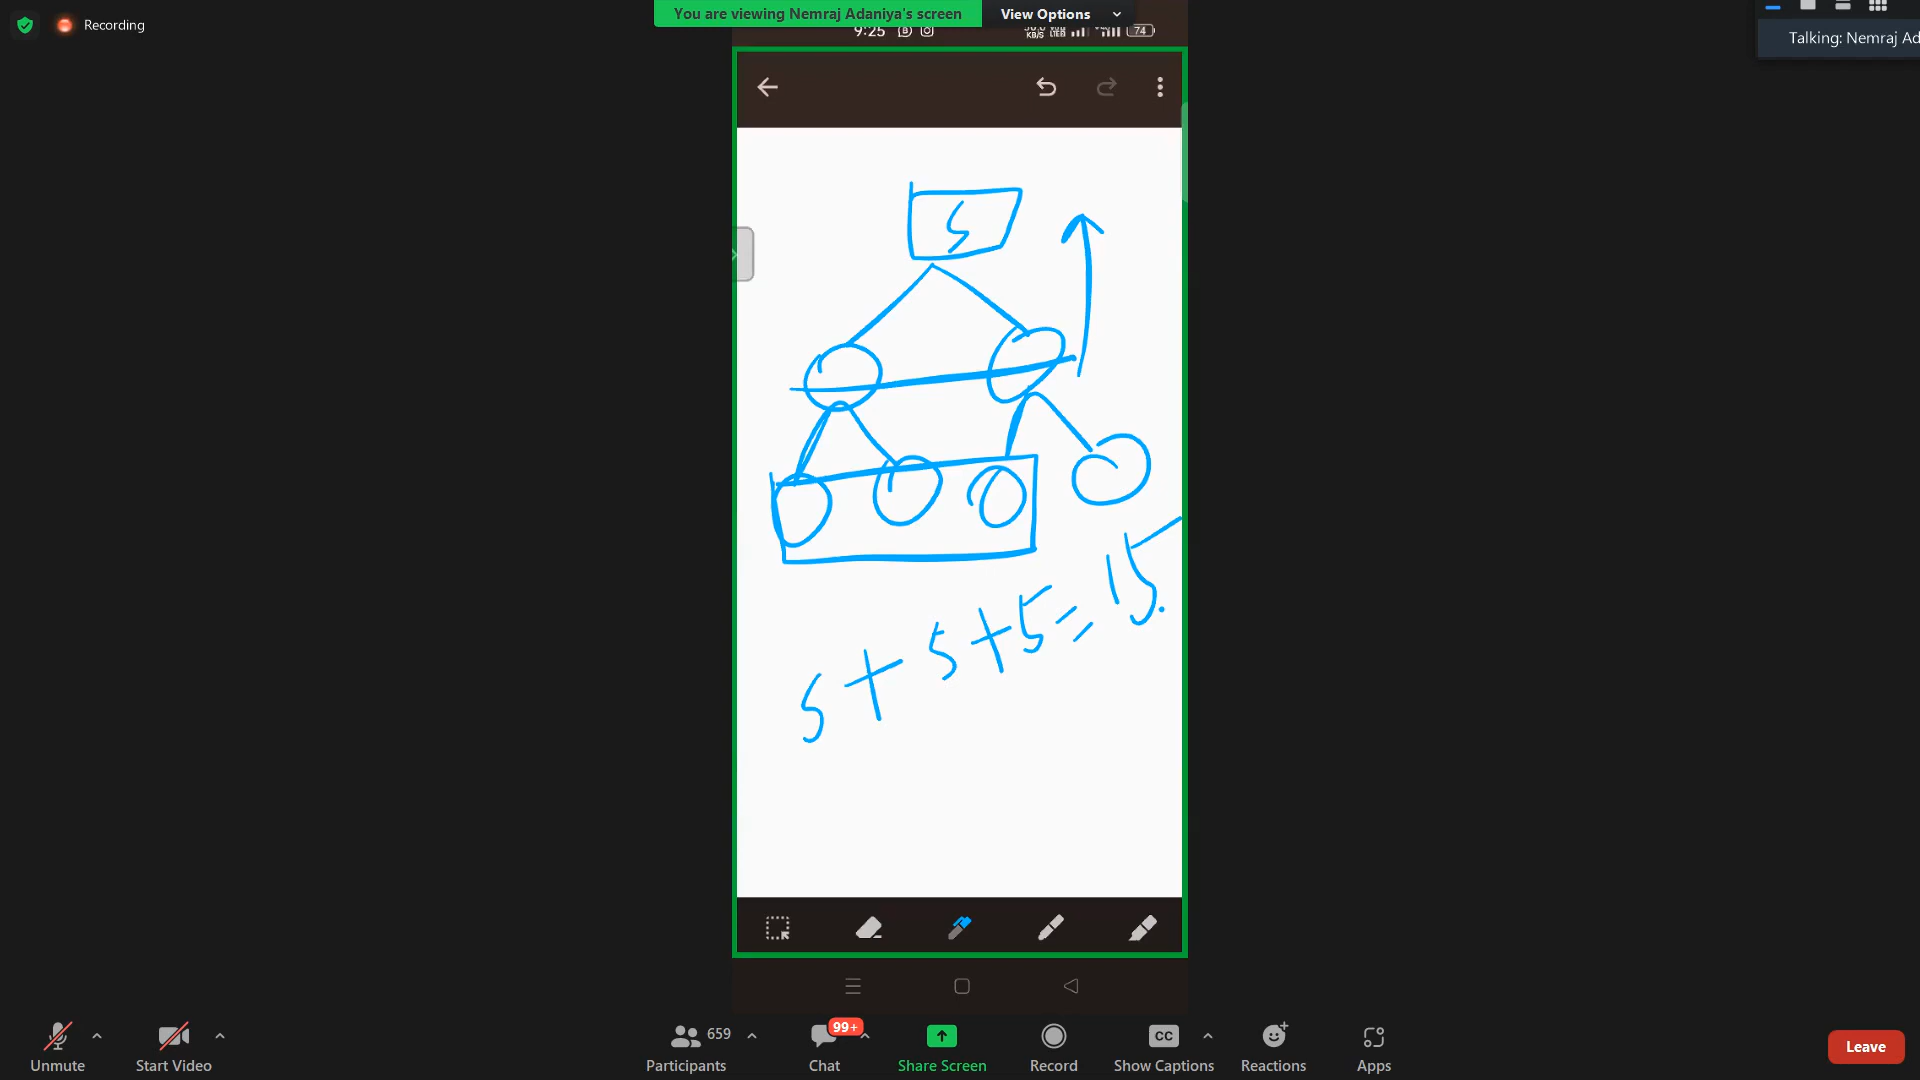 You are viewing Nemraj Adaniya's screen View Options
Recording
9:25
KB/S 74
Talking: Nemraj Ad
5
5+5+5=15.
99+
659
CC
Unmute Start Video Participants Chat Share Screen Record Show Captions Reactions Apps
Leave